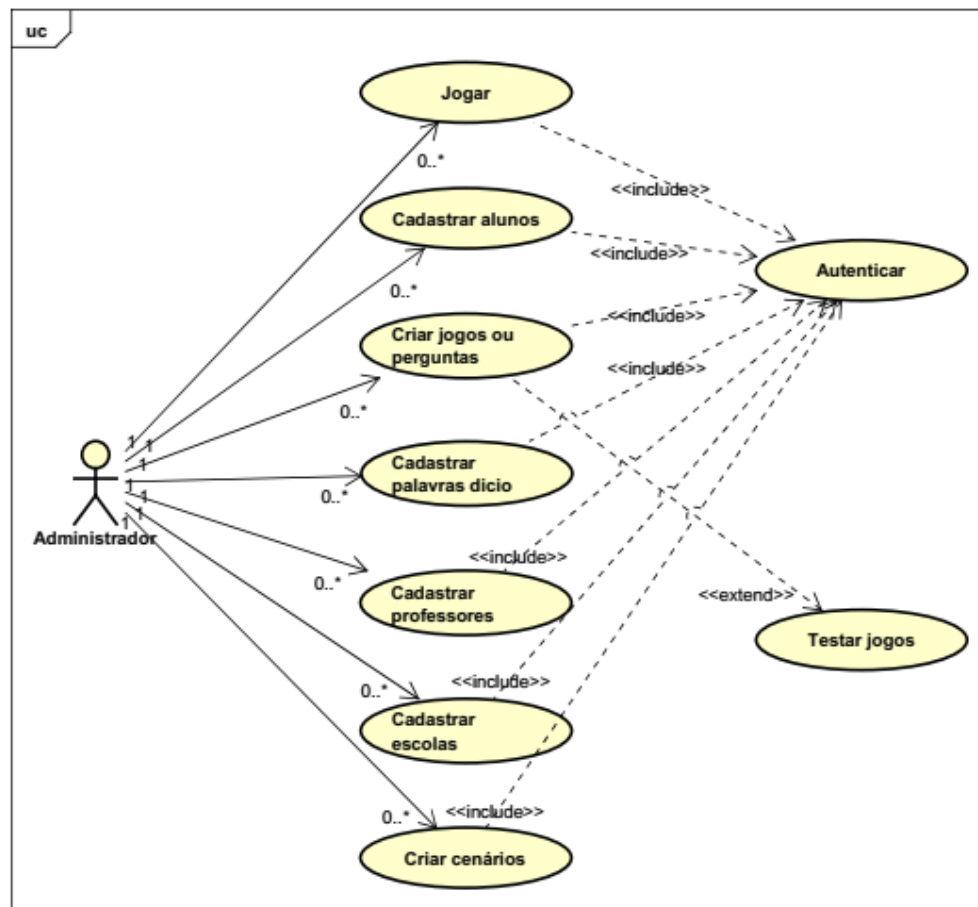 uc
Jogar
0..*
<<include>>
Cadastrar alunos
<<include>>
0..*
Autenticar
Criar jogos ou
perguntas
<<include>>
<<include>>
0..*
1
1
1
Cadastrar
palavras dicio
0..*
1
1
1
1
Administrador
<<include>>
0..*
Cadastrar
professores
<<extend>>
Testar jogos
<<include>>
0..*
Cadastrar
escolas
<<include>>
0..*
Criar cenários